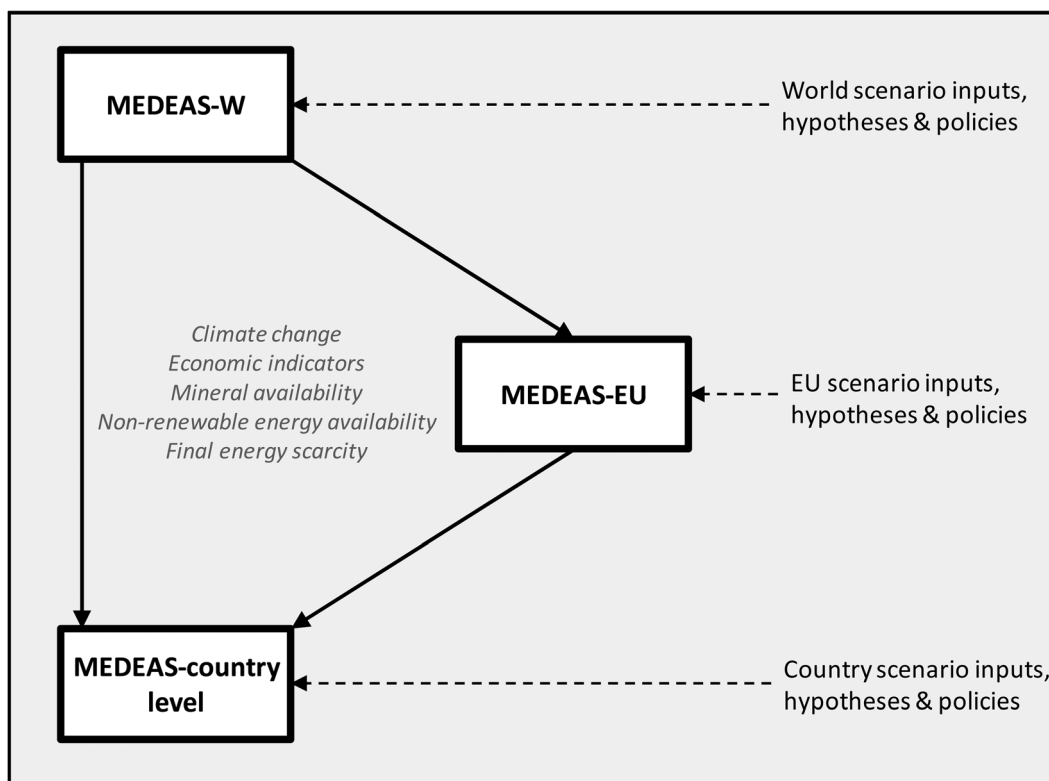 MEDEAS-W
World scenario inputs,
hypotheses & policies
Climate change
Economic indicators
Mineral availability
Non-renewable energy availability
Final energy scarcity
MEDEAS-EU
EU scenario inputs,
hypotheses & policies
MEDEAS-country
level
Country scenario inputs,
hypotheses & policies